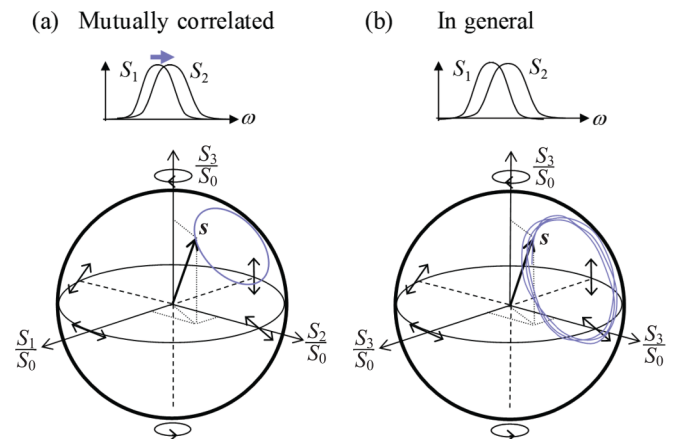 (a) Mutually correlated
(b) In general
S1 S2
ω
S1 S2
ω
S3/S0
S3/S0
s
s
S1/S0
S2/S0
S3/S0
S3/S0